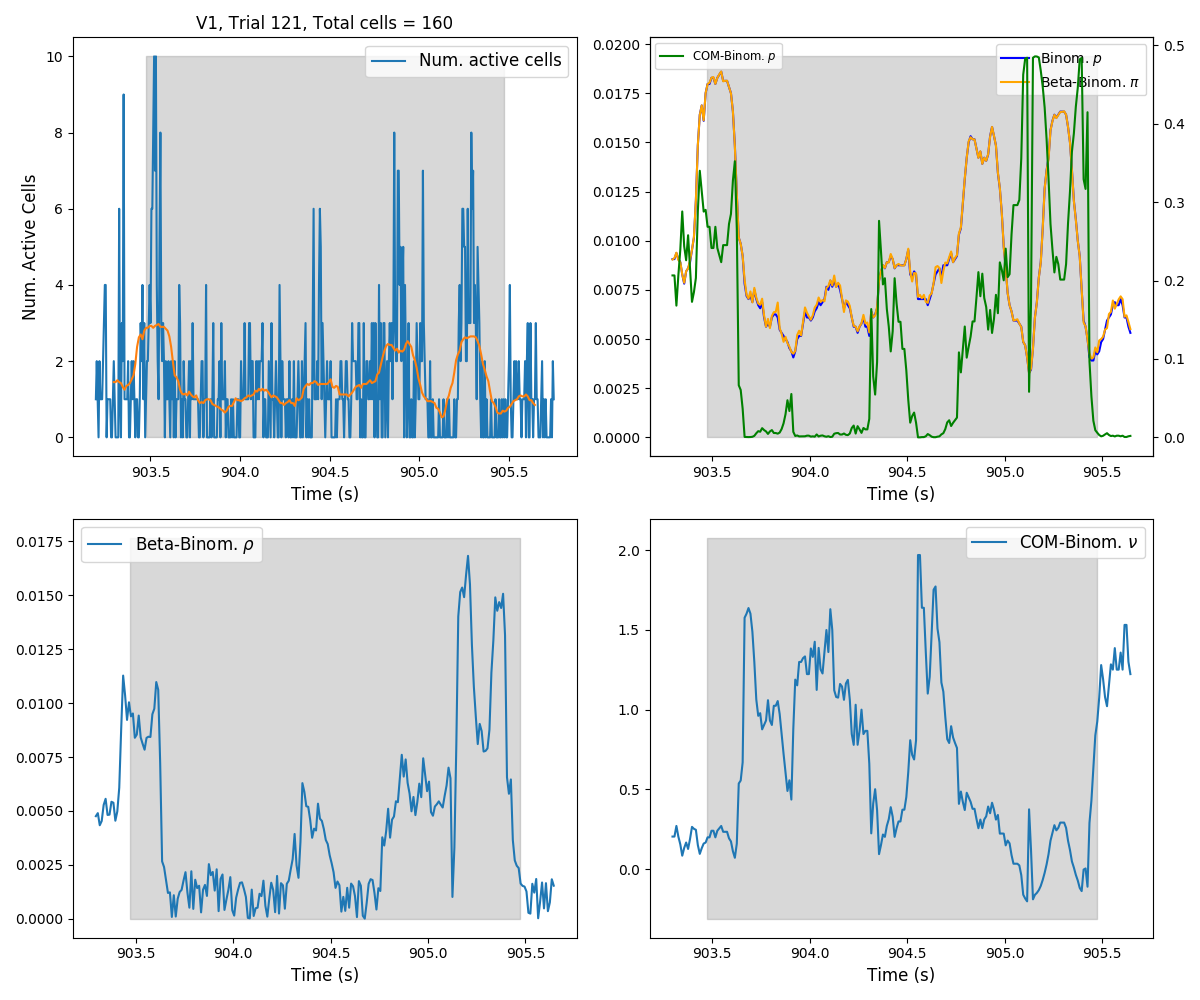 V1, Trial 121, Total cells = 160
Num. active cells
Num. Active Cells
10
8
6
4
2
0
903.5 904.0 904.5 905.0 905.5
Time (s)
COM-Binom. p
Binom. p
Beta-Binom. π
0.0200
0.0175
0.0150
0.0125
0.0100
0.0075
0.0050
0.0025
0.0000
0.5
0.4
0.3
0.2
0.1
0.0
903.5 904.0 904.5 905.0 905.5
Time (s)
Beta-Binom. ρ
0.0175
0.0150
0.0125
0.0100
0.0075
0.0050
0.0025
0.0000
903.5 904.0 904.5 905.0 905.5
Time (s)
COM-Binom. ν
2.0
1.5
1.0
0.5
0.0
903.5 904.0 904.5 905.0 905.5
Time (s)